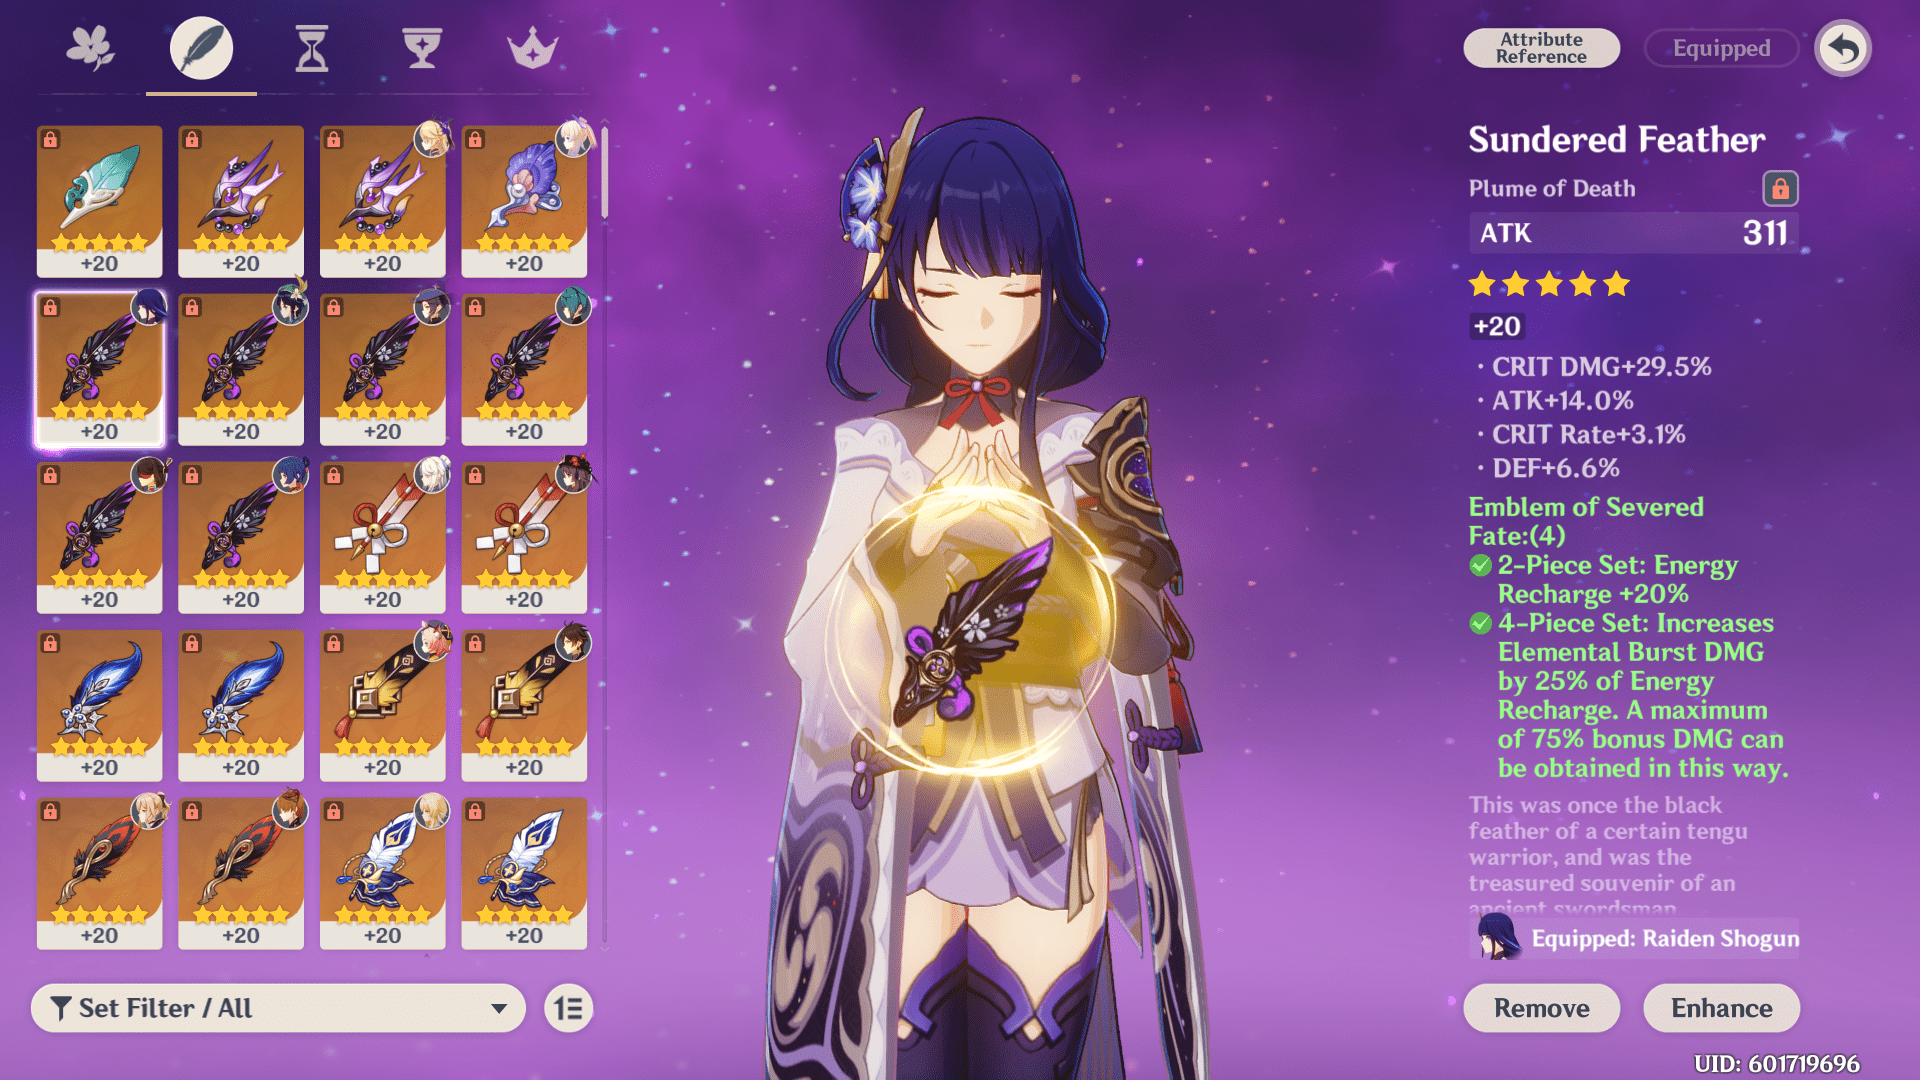 Attribute
Reference
Equipped
Sundered Feather
Plume of Death
ATK 311
+20
· CRIT DMG+29.5%
· ATK+14.0%
· CRIT Rate+3.1%
· DEF+6.6%
Emblem of Severed
Fate:(4)
2-Piece Set: Energy
Recharge +20%
4-Piece Set: Increases
Elemental Burst DMG
by 25% of Energy
Recharge. A maximum
of 75% bonus DMG can
be obtained in this way.
This was once the black
feather of a certain tengu
warrior, and was the
treasured souvenir of an
ancient swordsman
Equipped: Raiden Shogun
Remove
Enhance
UID: 601719696
+20 +20 +20 +20
+20 +20 +20 +20
+20 +20 +20 +20
+20 +20 +20 +20
+20 +20 +20 +20
Set Filter / All